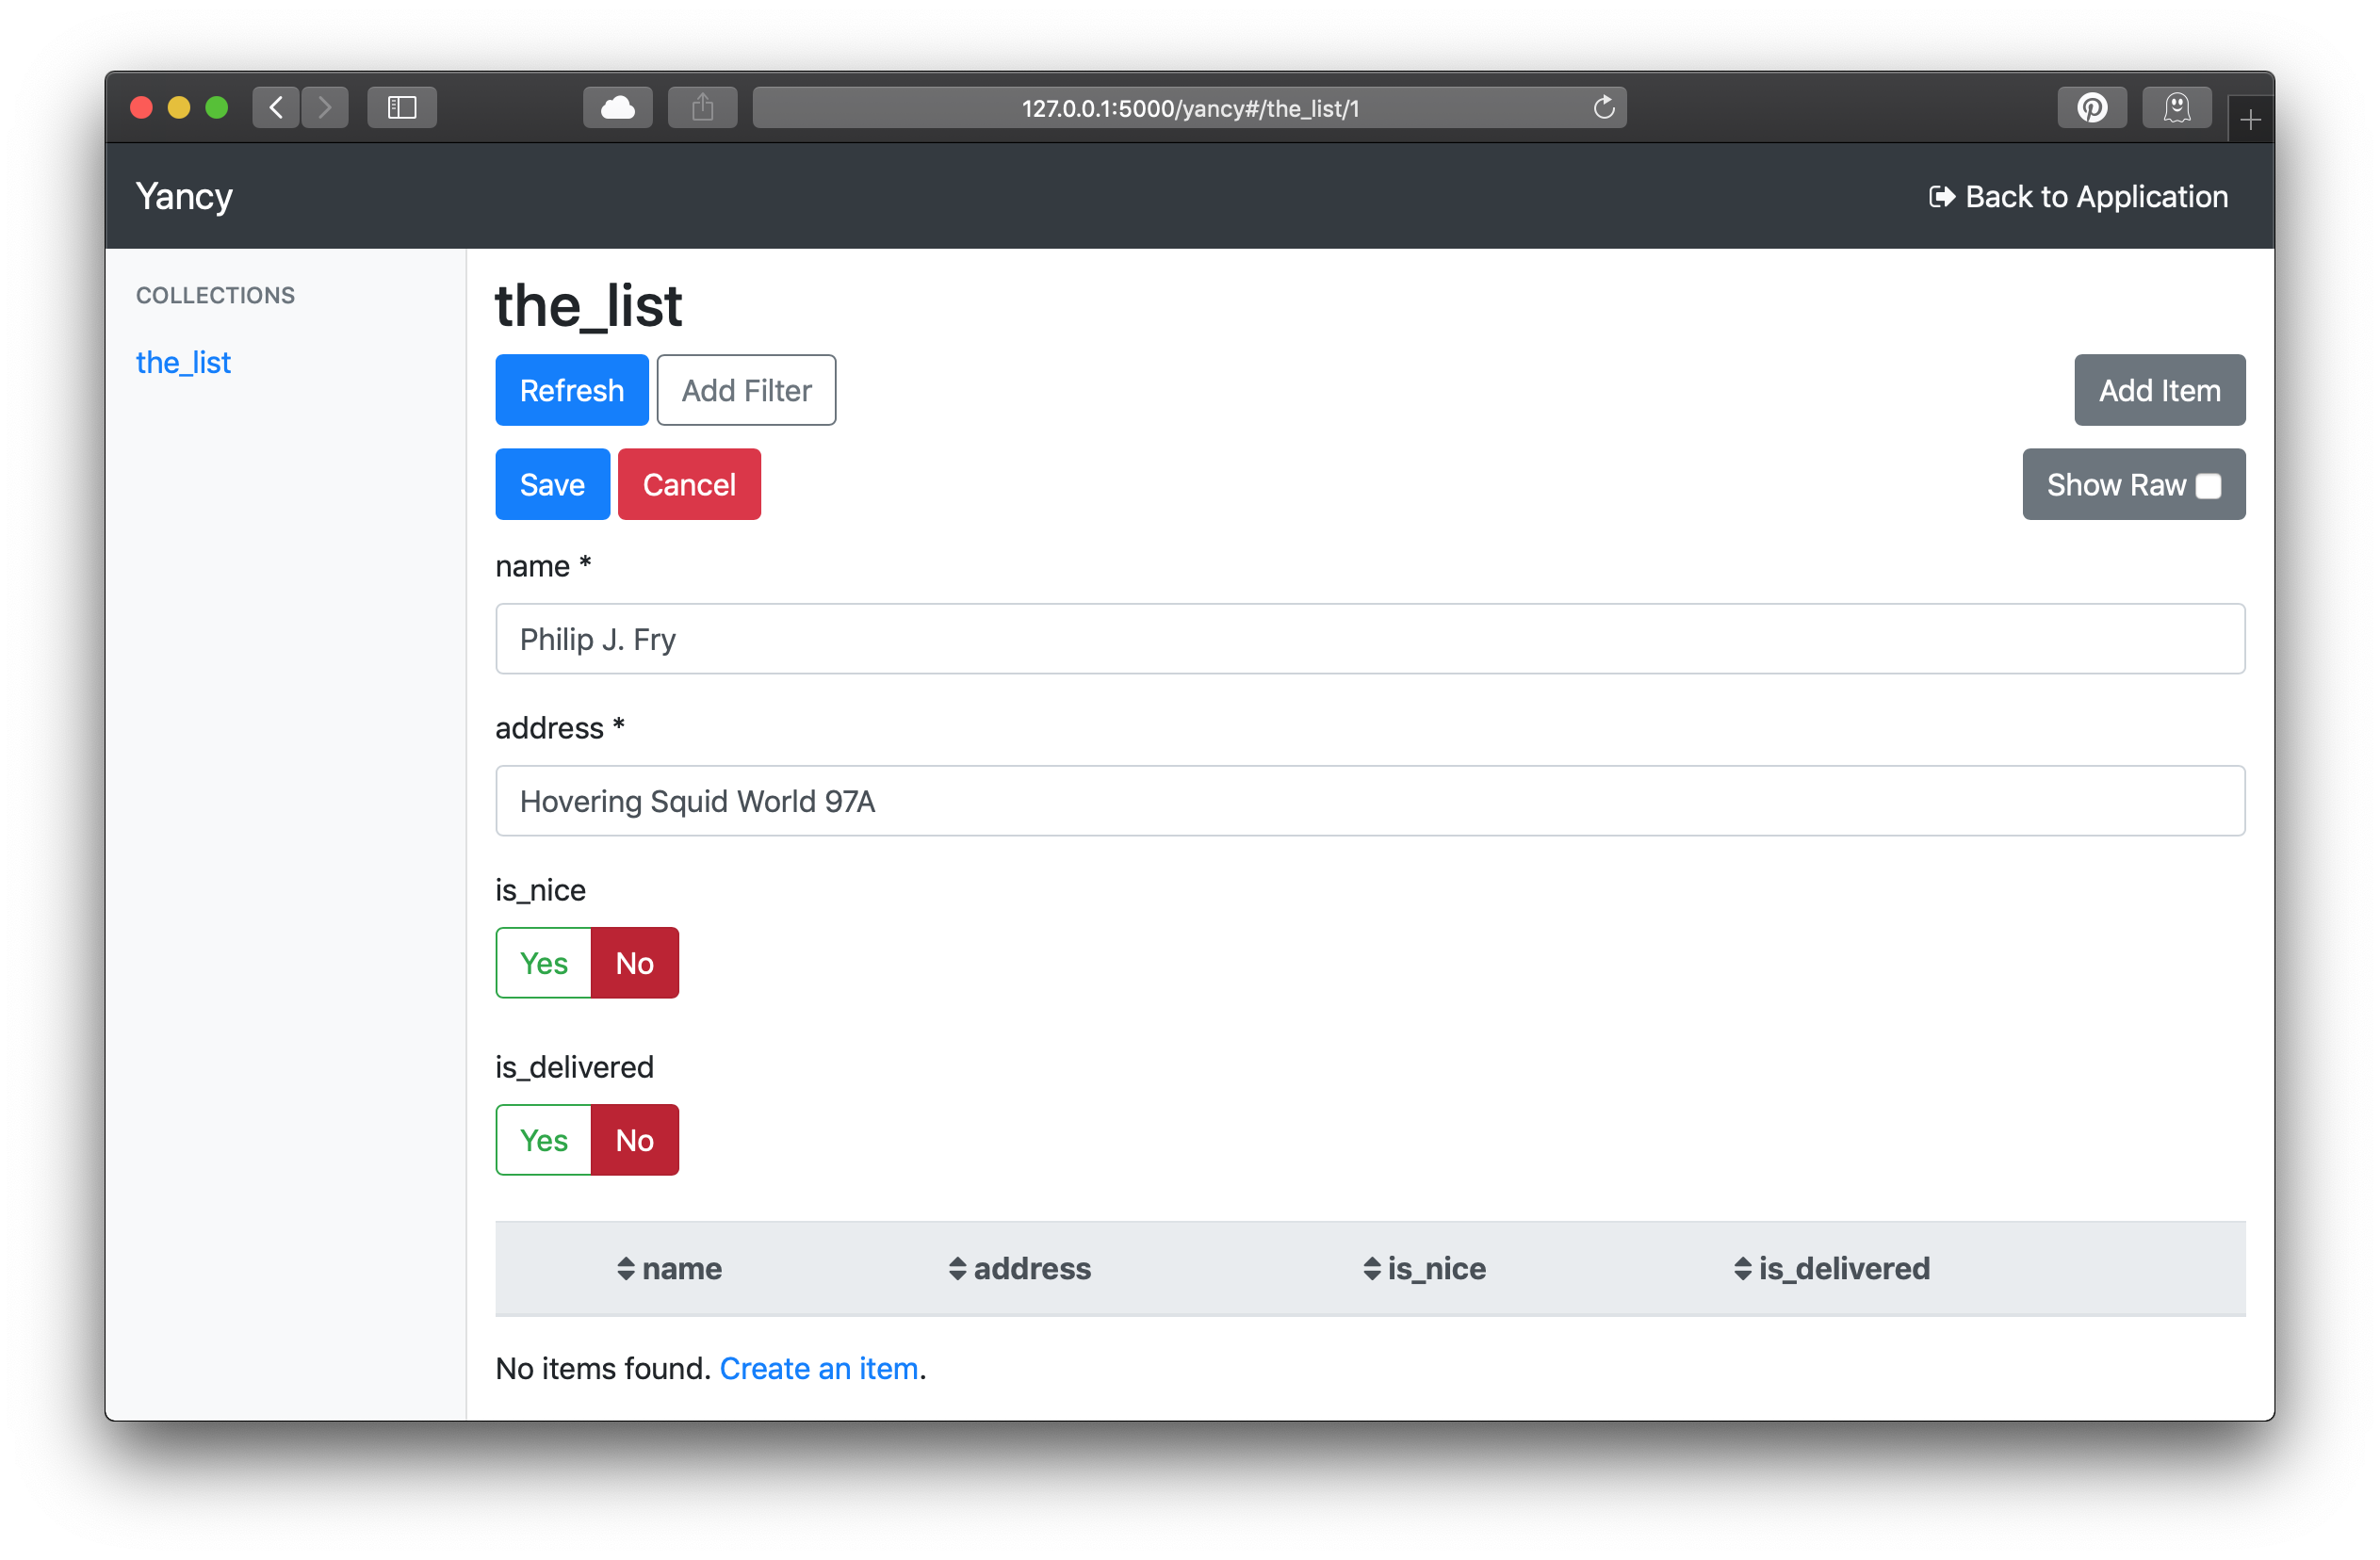 127.0.0.1:5000/yancy#/the_list/1
Yancy
Back to Application
COLLECTIONS
the_list
the_list
Refresh Add Filter Add Item
Save Cancel Show Raw
name *
Philip J. Fry
address *
Hovering Squid World 97A
is_nice
Yes No
is_delivered
Yes No
name address is_nice is_delivered
No items found. Create an item.